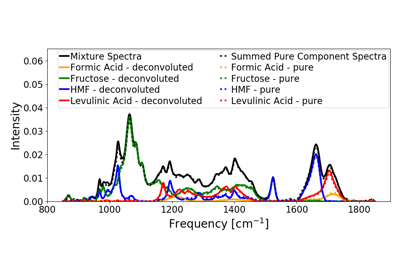 0.06
0.05
0.04
0.03
0.02
0.01
0.00
Intensity
Mixture Spectra
Formic Acid - deconvoluted
Fructose - deconvoluted
HMF - deconvoluted
Levulinic Acid - deconvoluted
Summed Pure Component Spectra
Formic Acid - pure
Fructose - pure
HMF - pure
Levulinic Acid - pure
800 1000 1200 1400 1600 1800
Frequency [cm⁻¹]